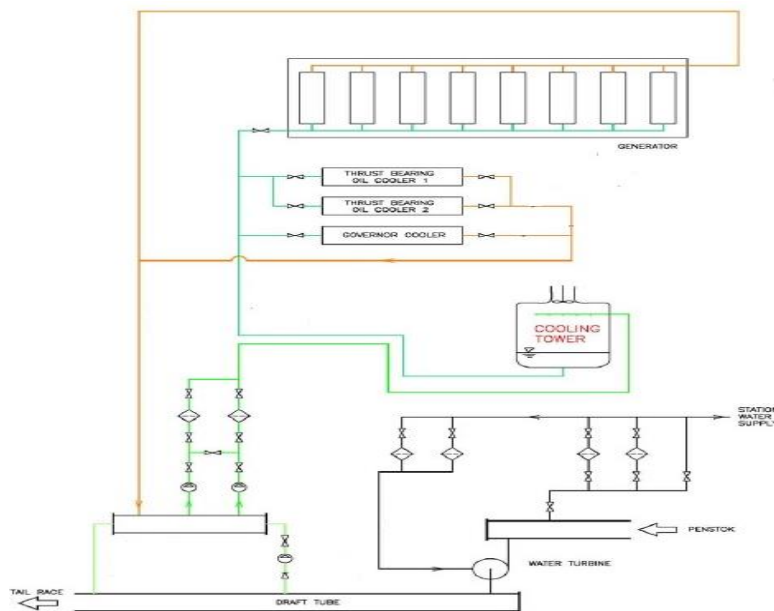 GENERATOR
THRUST BEARING
OIL COOLER 1
THRUST BEARING
OIL COOLER 2
GOVERNOR COOLER
COOLING
TOWER
STATION
WATER
SUPPLY
PENSTOK
WATER TURBINE
TAIL RACE
DRAFT TUBE